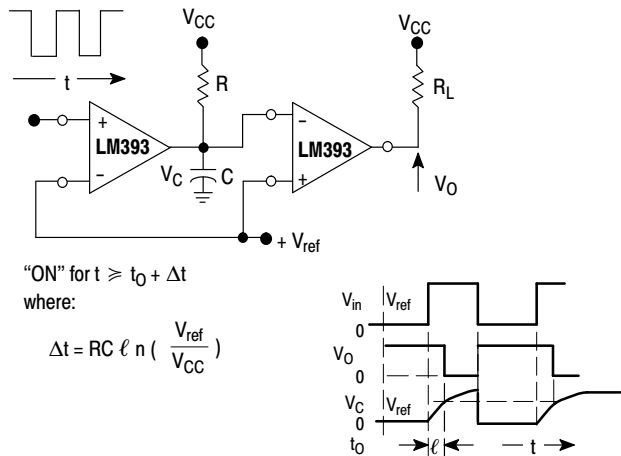 V_CC V_CC
t
R R_L
+ −
LM393 LM393
− +
V_C C
V_O
+ V_ref
"ON" for t ≥ t_O + Δt
where:
Δt = RC ℓ n ( V_ref / V_CC )
V_in V_ref
0
V_O
0
V_C V_ref
0
t_O ℓ t